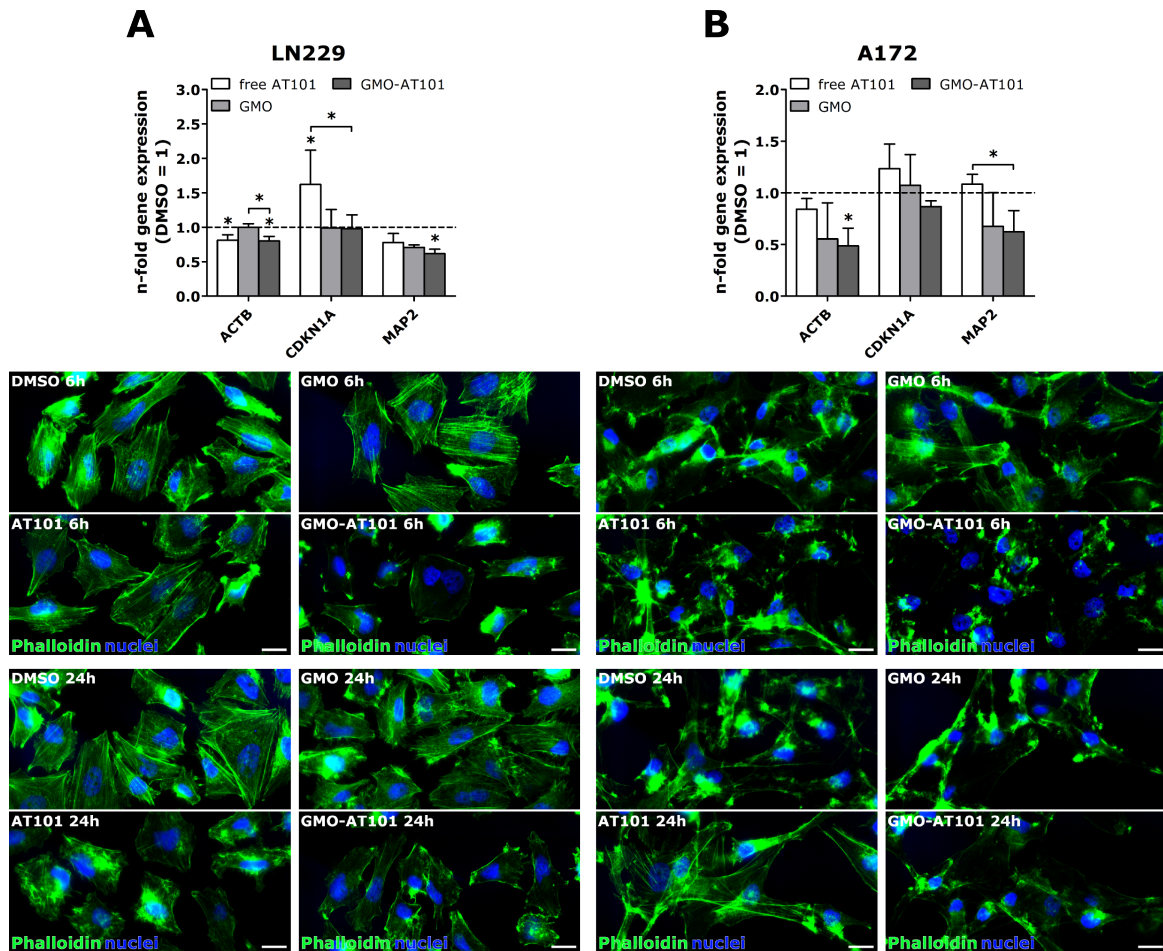 A
LN229
free AT101
GMO-AT101
GMO
n-fold gene expression
(DMSO = 1)
3.0
2.5
2.0
1.5
1.0
0.5
0.0
*
*
*
*
*
*
ACTB
CDKN1A
MAP2
B
A172
free AT101
GMO-AT101
GMO
n-fold gene expression
(DMSO = 1)
2.0
1.5
1.0
0.5
0.0
*
*
ACTB
CDKN1A
MAP2
DMSO 6h
GMO 6h
AT101 6h
GMO-AT101 6h
Phalloidin nuclei
Phalloidin nuclei
DMSO 24h
GMO 24h
AT101 24h
GMO-AT101 24h
Phalloidin nuclei
Phalloidin nuclei
DMSO 6h
GMO 6h
AT101 6h
GMO-AT101 6h
Phalloidin nuclei
Phalloidin nuclei
DMSO 24h
GMO 24h
AT101 24h
GMO-AT101 24h
Phalloidin nuclei
Phalloidin nuclei